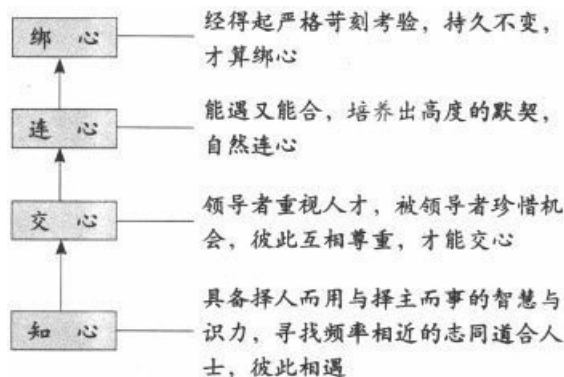 绑 心
经得起严格苛刻考验，持久不变，
才算绑心
连 心
能遇又能合，培养出高度的默契，
自然连心
交 心
领导者重视人才，被领导者珍惜机
会，彼此互相尊重，才能交心
知 心
具备择人而用与择主而事的智慧与
识力，寻找频率相近的志同道合人
士，彼此相遇